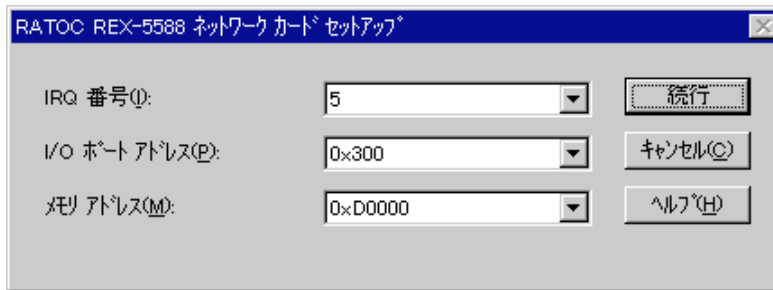 RATOC REX-5588 ﾈｯﾄﾜｰｸ ｶｰﾄﾞ ｾｯﾄｱｯﾌﾟ
IRQ 番号(I): 5 続行
I/O ﾎﾟｰﾄ ｱﾄﾞﾚｽ(P): 0x300 ｷｬﾝｾﾙ(C)
ﾒﾓﾘ ｱﾄﾞﾚｽ(M): 0xD0000 ﾍﾙﾌﾟ(H)